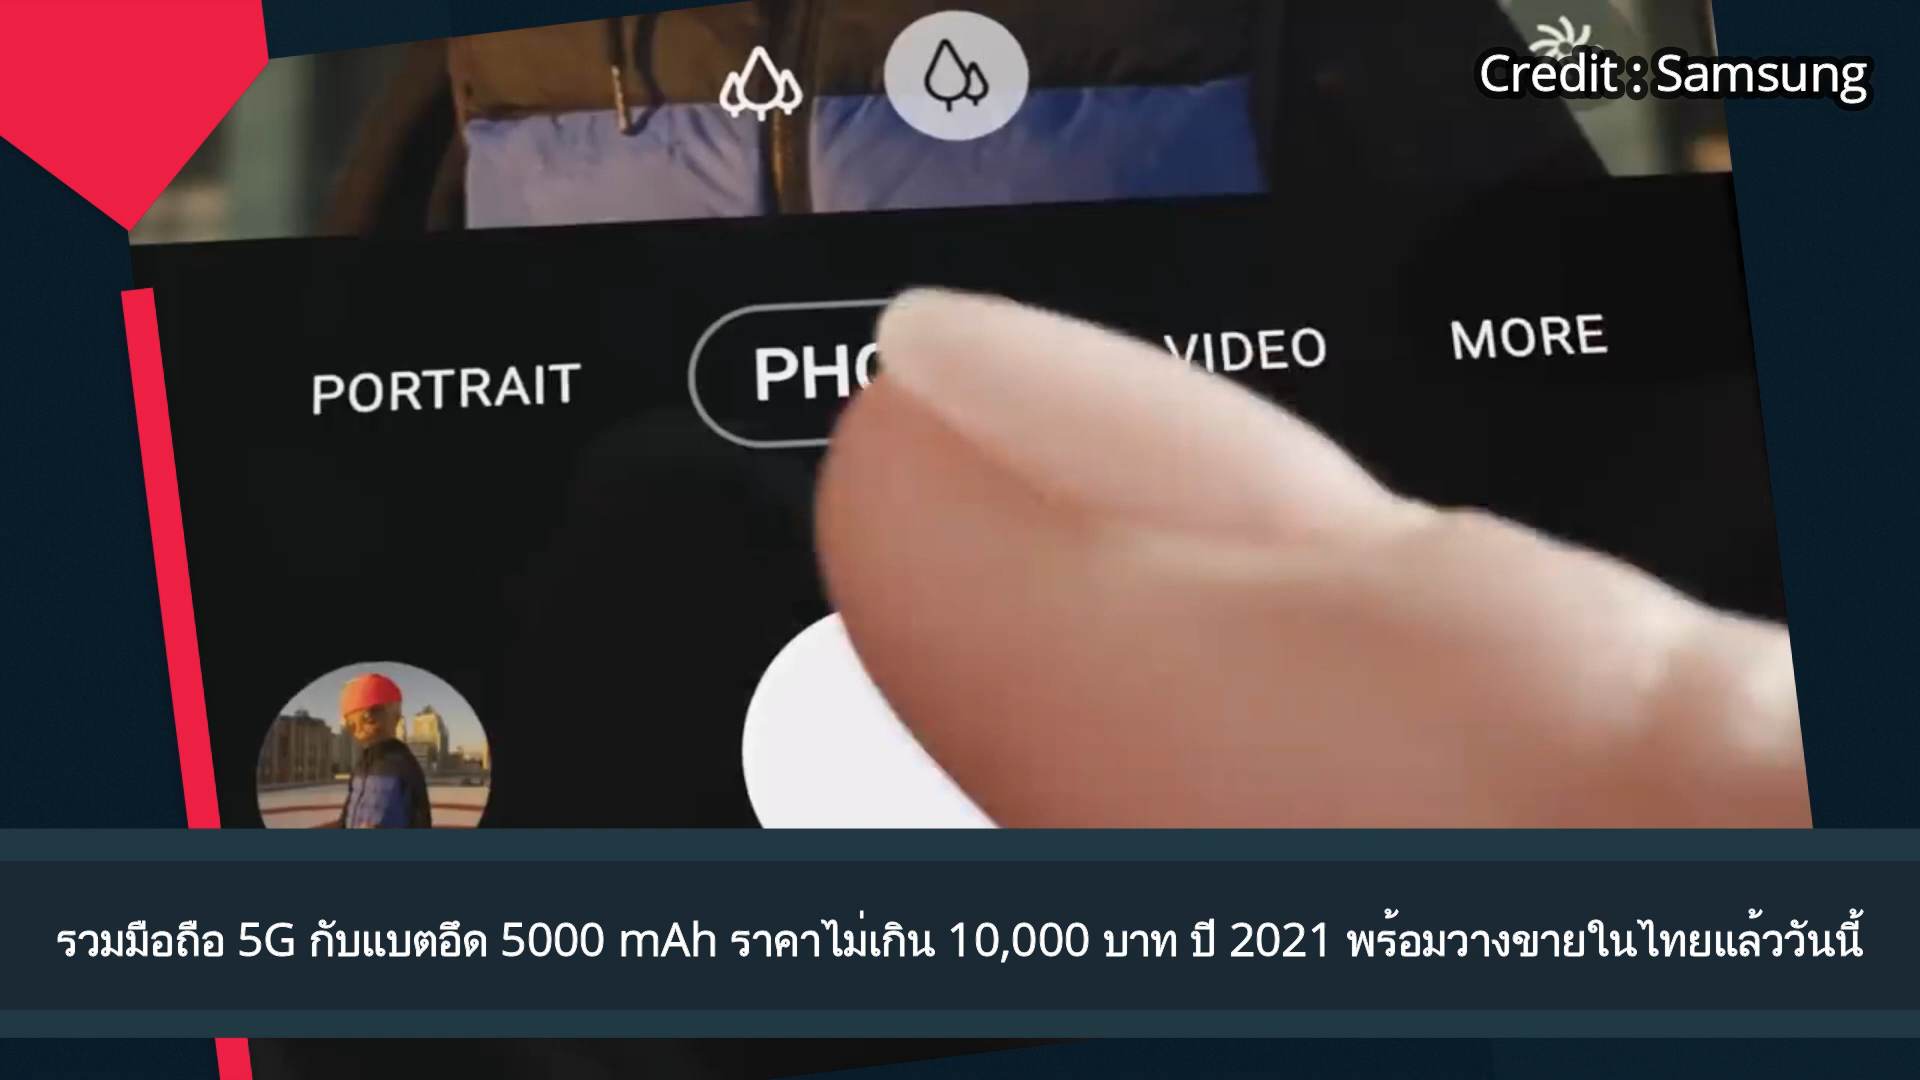 Credit : Samsung
PORTRAIT
VIDEO
MORE
รวมมือถือ 5G กับแบตอึด 5000 mAh ราคาไม่เกิน 10,000 บาท ปี 2021 พร้อมวางขายในไทยแล้ววันนี้